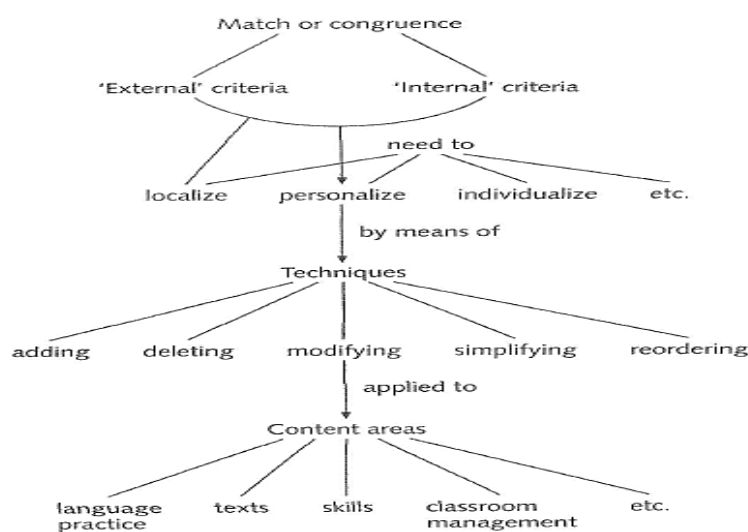 Match or congruence
'External' criteria 'Internal' criteria
need to
localize personalize individualize etc.
by means of
Techniques
adding deleting modifying simplifying reordering
applied to
Content areas
language practice texts skills classroom management etc.